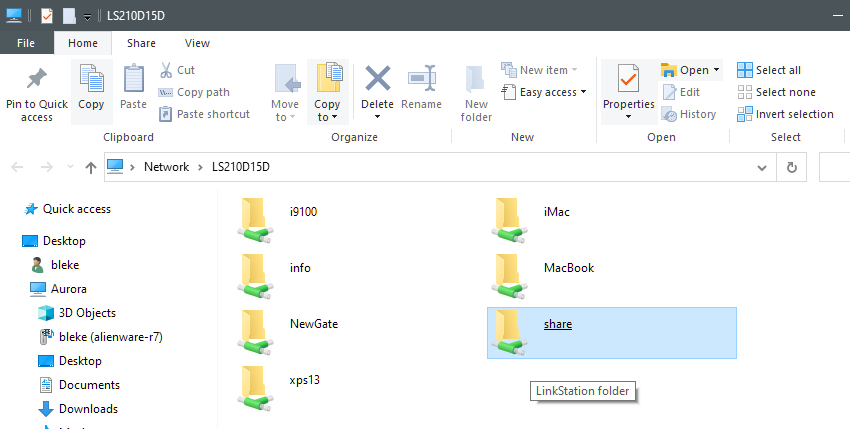 LS210D15D
File Home Share View
Pin to Quick access
Copy
Paste
Cut
Copy path
Paste shortcut
Clipboard
Move to
Copy to
Delete
Rename
Organize
New folder
New item
Easy access
New
Properties
Open
Edit
History
Open
Select all
Select none
Invert selection
Select
Network > LS210D15D
Quick access
Desktop
bleke
Aurora
3D Objects
bleke (alienware-r7)
Desktop
Documents
Downloads
i9100
iMac
info
MacBook
NewGate
share
xps13
LinkStation folder